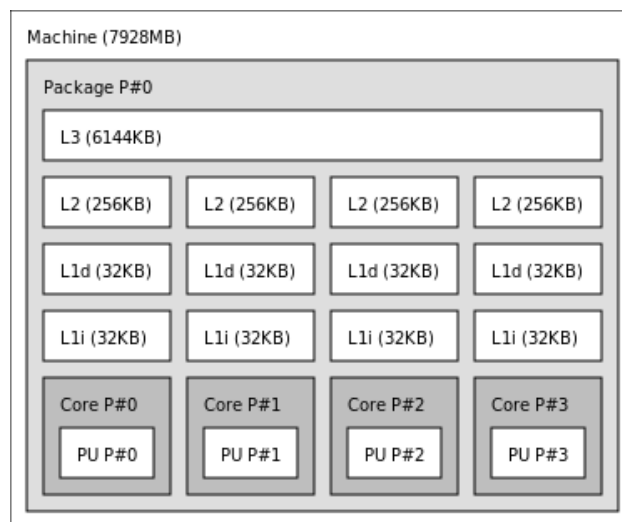 Machine (7928MB)
Package P#0
L3 (6144KB)
L2 (256KB) L2 (256KB) L2 (256KB) L2 (256KB)
L1d (32KB) L1d (32KB) L1d (32KB) L1d (32KB)
L1i (32KB) L1i (32KB) L1i (32KB) L1i (32KB)
Core P#0 Core P#1 Core P#2 Core P#3
PU P#0 PU P#1 PU P#2 PU P#3